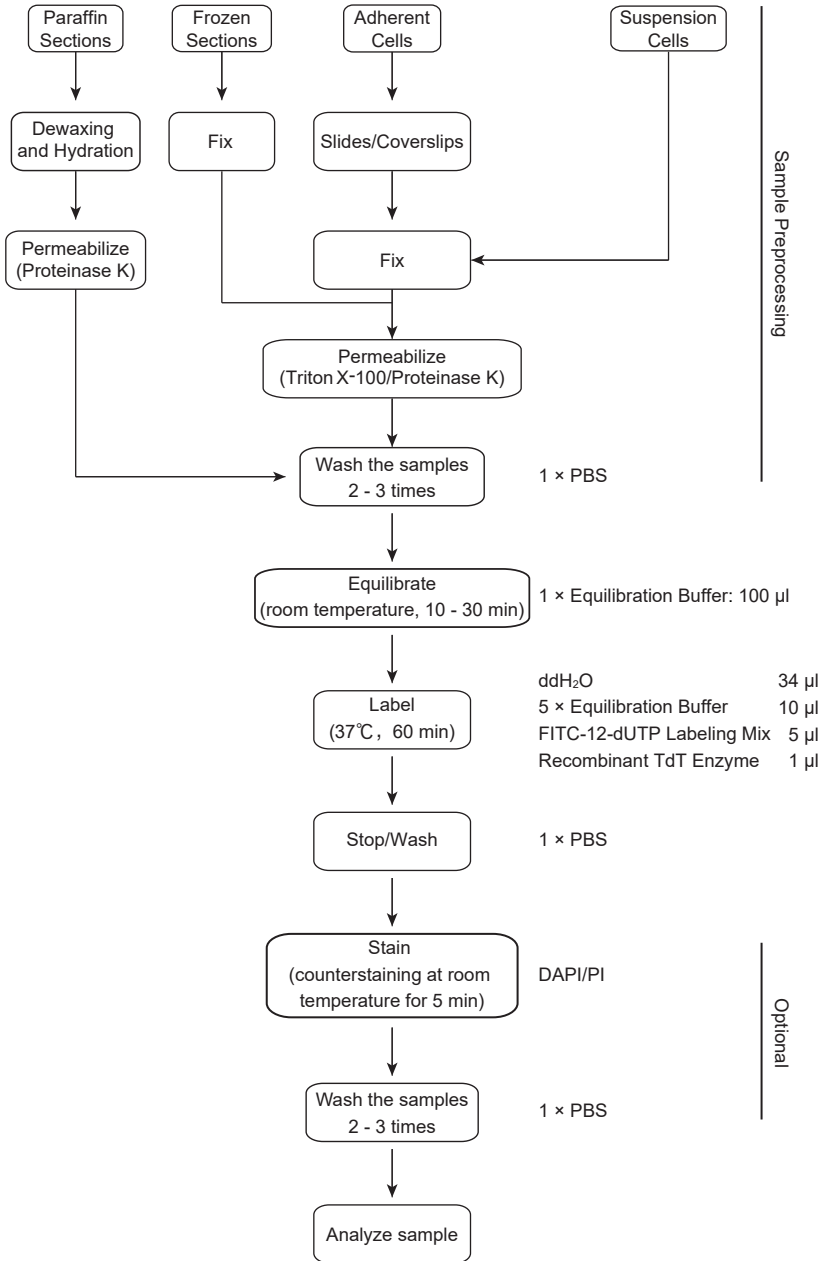 Paraffin
Sections
Frozen
Sections
Adherent
Cells
Suspension
Cells
Dewaxing
and Hydration
Fix
Slides/Coverslips
Permeabilize
(Proteinase K)
Fix
Permeabilize
(Triton X-100/Proteinase K)
Wash the samples
2 - 3 times
1 × PBS
Sample Preprocessing
Equilibrate
(room temperature, 10 - 30 min)
1 × Equilibration Buffer: 100 µl
Label
(37℃, 60 min)
ddH₂O 34 µl
5 × Equilibration Buffer 10 µl
FITC-12-dUTP Labeling Mix 5 µl
Recombinant TdT Enzyme 1 µl
Stop/Wash
1 × PBS
Stain
(counterstaining at room
temperature for 5 min)
DAPI/PI
Optional
Wash the samples
2 - 3 times
1 × PBS
Analyze sample